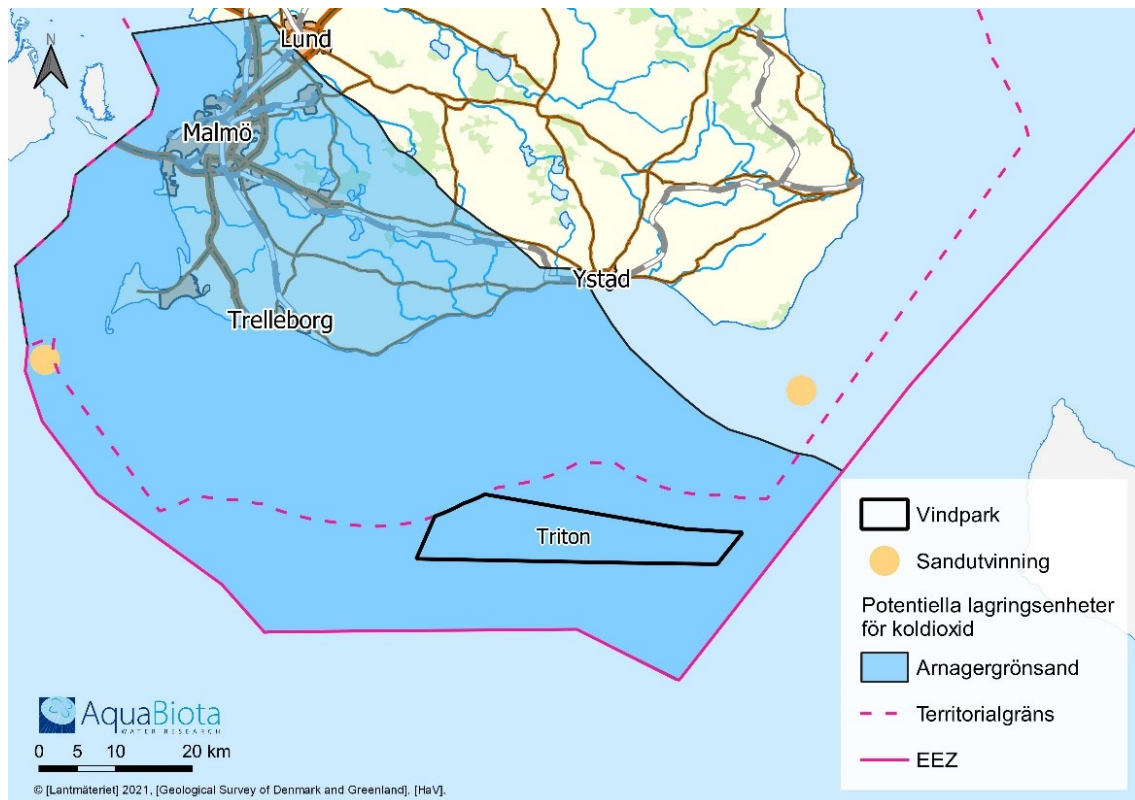 N
Lund
Malmö
Ystad
Trelleborg
Triton
Vindpark
Sandutvinning
Potentiella lagringsenheter
för koldioxid
Arnagergrönsand
Territorialgräns
EEZ
AquaBiota
WATER RESEARCH
0 5 10 20 km
© [Lantmäteriet] 2021, [Geological Survey of Denmark and Greenland], [HaV].